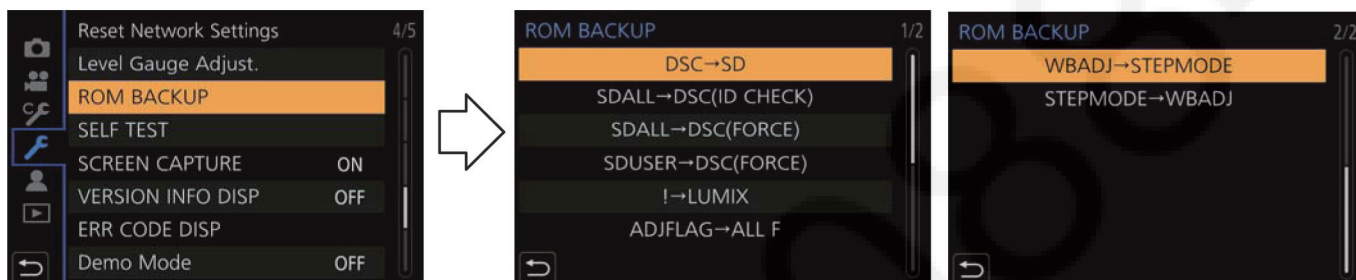 Reset Network Settings 4/5
Level Gauge Adjust.
ROM BACKUP
SELF TEST
SCREEN CAPTURE ON
VERSION INFO DISP OFF
ERR CODE DISP
Demo Mode OFF
ROM BACKUP 1/2
DSC→SD
SDALL→DSC(ID CHECK)
SDALL→DSC(FORCE)
SDUSER→DSC(FORCE)
!→LUMIX
ADJFLAG→ALL F
ROM BACKUP 2/2
WBADJ→STEPMODE
STEPMODE→WBADJ